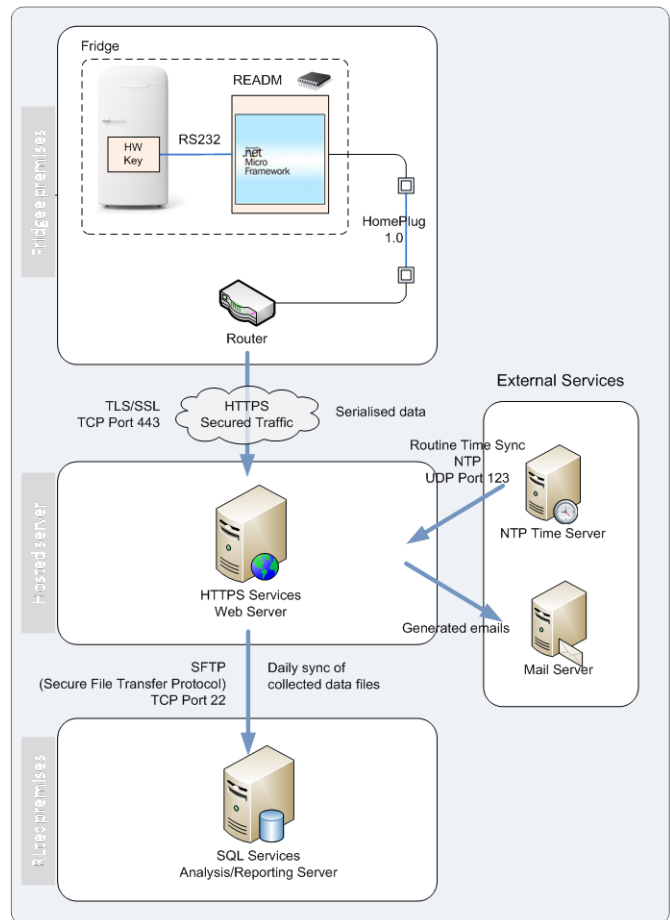 Fridge
READM
HW
Key
RS232
.net
Micro
Framework
HomePlug
1.0
Router
Fridgee premises
TLS/SSL
TCP Port 443
HTTPS
Secured Traffic
Serialised data
External Services
Routine Time Sync
NTP
UDP Port 123
NTP Time Server
Hosted server
HTTPS Services
Web Server
Generated emails
Mail Server
SFTP
(Secure File Transfer Protocol)
TCP Port 22
Daily sync of
collected data files
RLtec premises
SQL Services
Analysis/Reporting Server